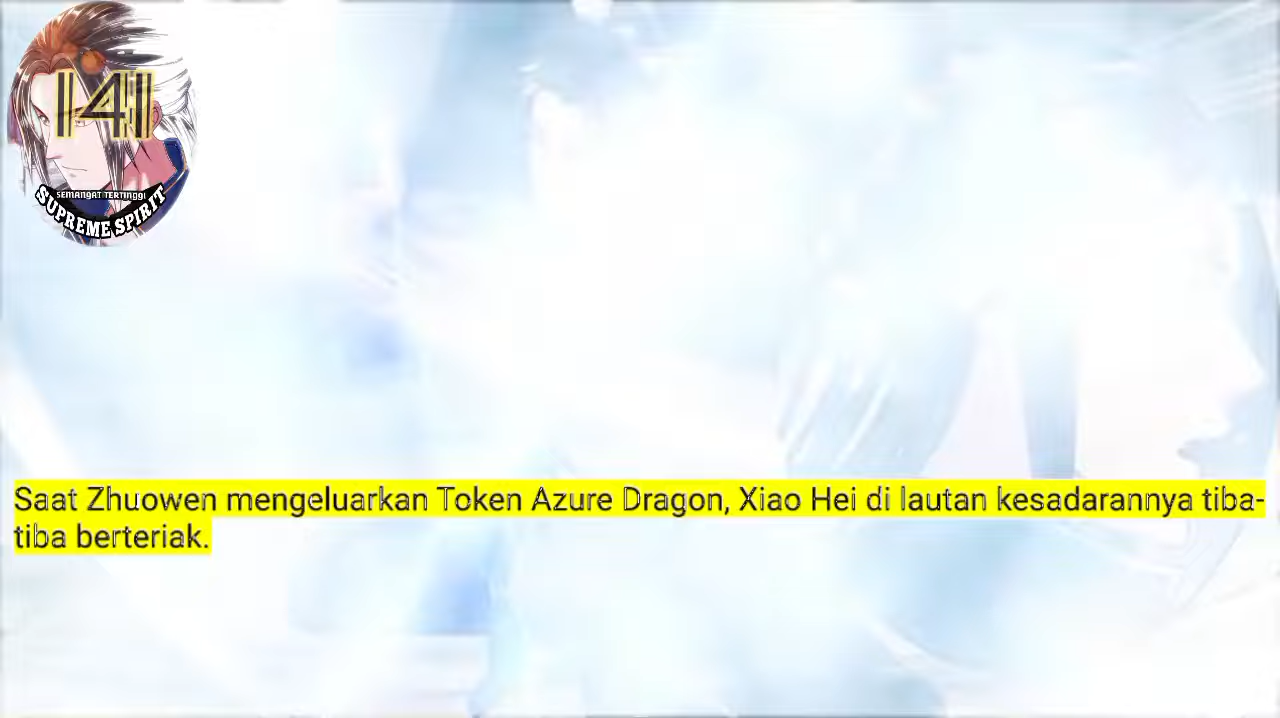 141
SEMANGAT TERTINGGI
SUPREME SPIRIT
Saat Zhuowen mengeluarkan Token Azure Dragon, Xiao Hei di lautan kesadarannya tiba-
tiba berteriak.